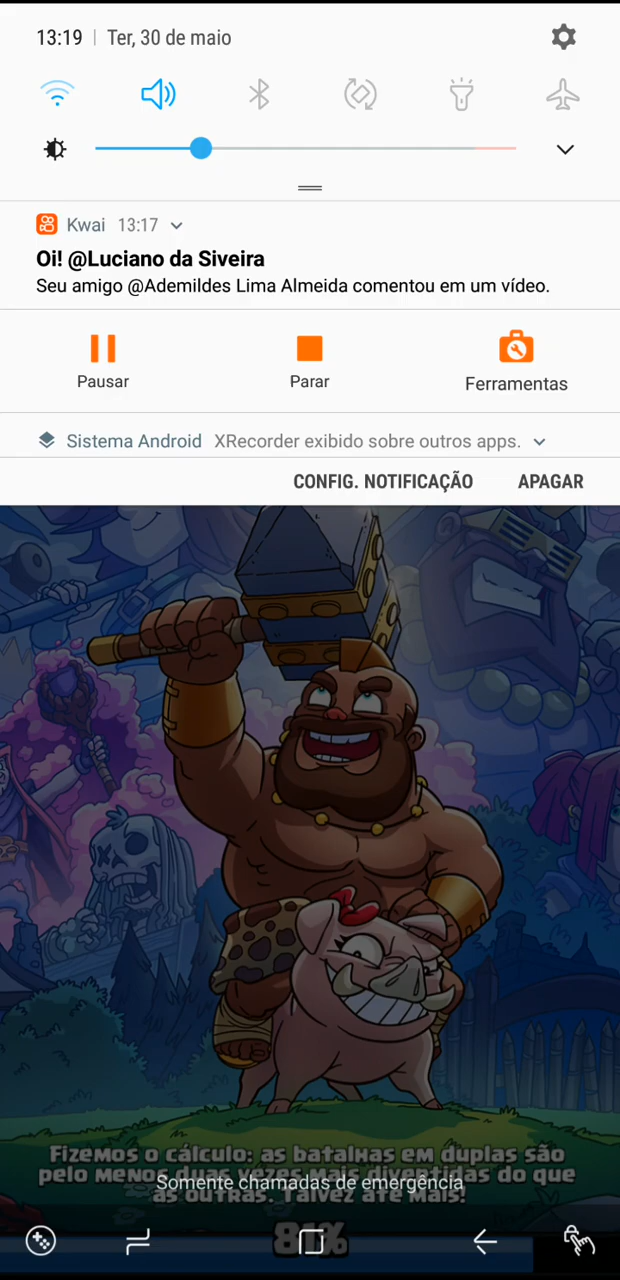 13:19 | Ter, 30 de maio
Kwai 13:17
Oi! @Luciano da Siveira
Seu amigo @Ademildes Lima Almeida comentou em um vídeo.
Pausar Parar Ferramentas
Sistema Android XRecorder exibido sobre outros apps.
CONFIG. NOTIFICAÇÃO APAGAR
Fizemos o cálculo: as batalhas em duplas são
pelo menos duas vezes mais divertidas do que
Somente chamadas de emergência
as outras. Talvez até mais!